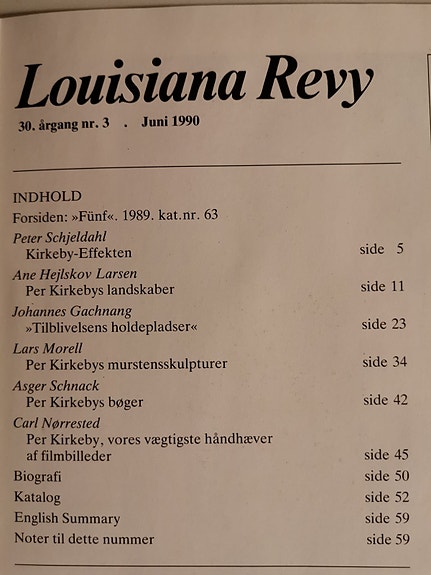 Louisiana Revy
30. årgang nr. 3 . Juni 1990
INDHOLD
Forsiden: »Fünf«. 1989. kat.nr. 63
Peter Schjeldahl
Kirkeby-Effekten side 5
Ane Hejlskov Larsen
Per Kirkebys landskaber side 11
Johannes Gachnang
»Tilblivelsens holdepladser« side 23
Lars Morell
Per Kirkebys murstensskulpturer side 34
Asger Schnack
Per Kirkebys bøger side 42
Carl Nørrested
Per Kirkeby, vores vægtigste håndhæver
af filmbilleder side 45
Biografi side 50
Katalog side 52
English Summary side 59
Noter til dette nummer side 59